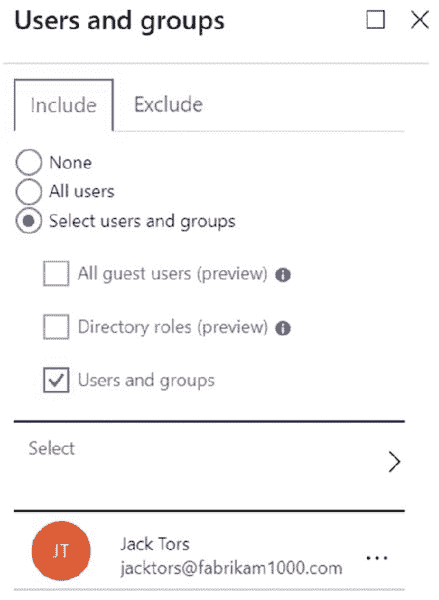 Users and groups
Include Exclude
None
All users
Select users and groups
All guest users (preview)
Directory roles (preview)
Users and groups
Select
JT
Jack Tors
jacktors@fabrikam1000.com